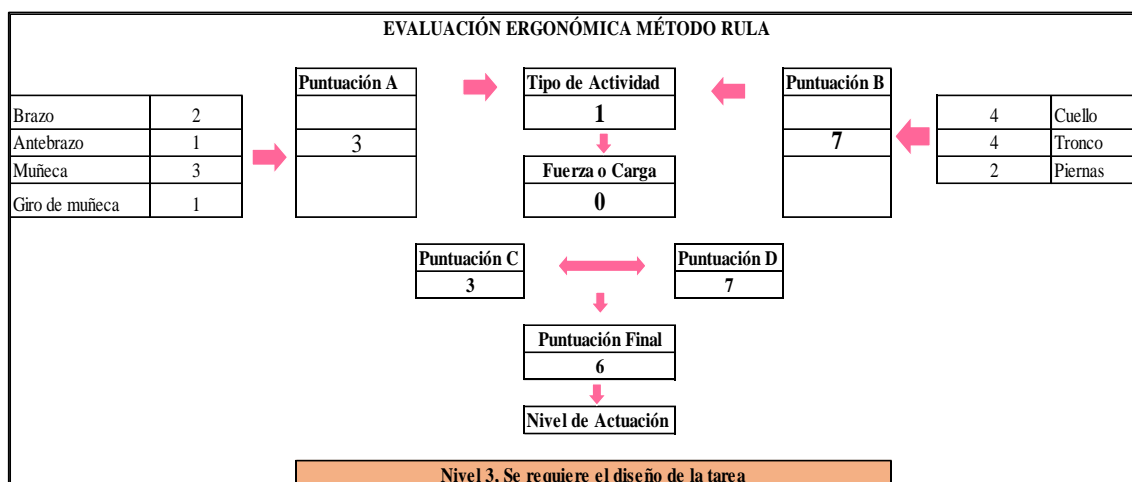 EVALUACIÓN ERGONÓMICA MÉTODO RULA
Puntuación A
Tipo de Actividad
Puntuación B
Brazo 2
1
4 Cuello
Antebrazo 1
3
7
4 Tronco
Muñeca 3
Fuerza o Carga
2 Piernas
Giro de muñeca 1
0
Puntuación C
Puntuación D
3
7
Puntuación Final
6
Nivel de Actuación
Nivel 3. Se requiere el diseño de la tarea